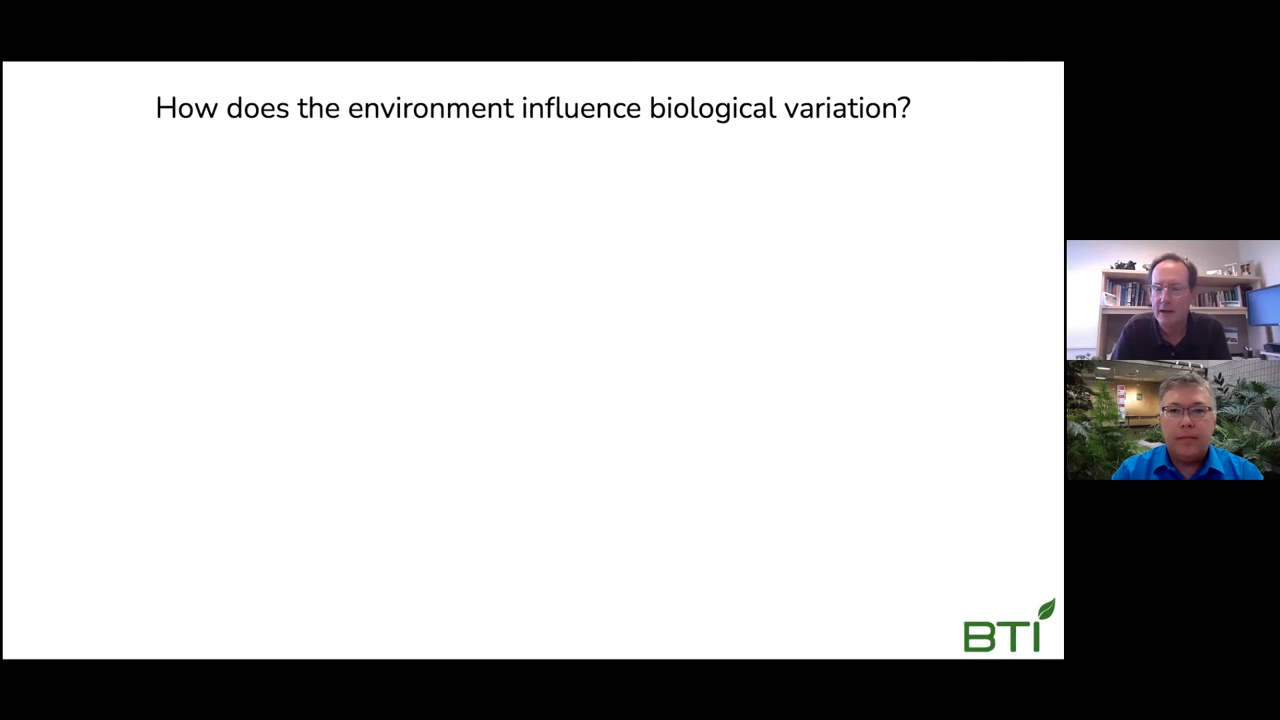 How does the environment influence biological variation?
BTI